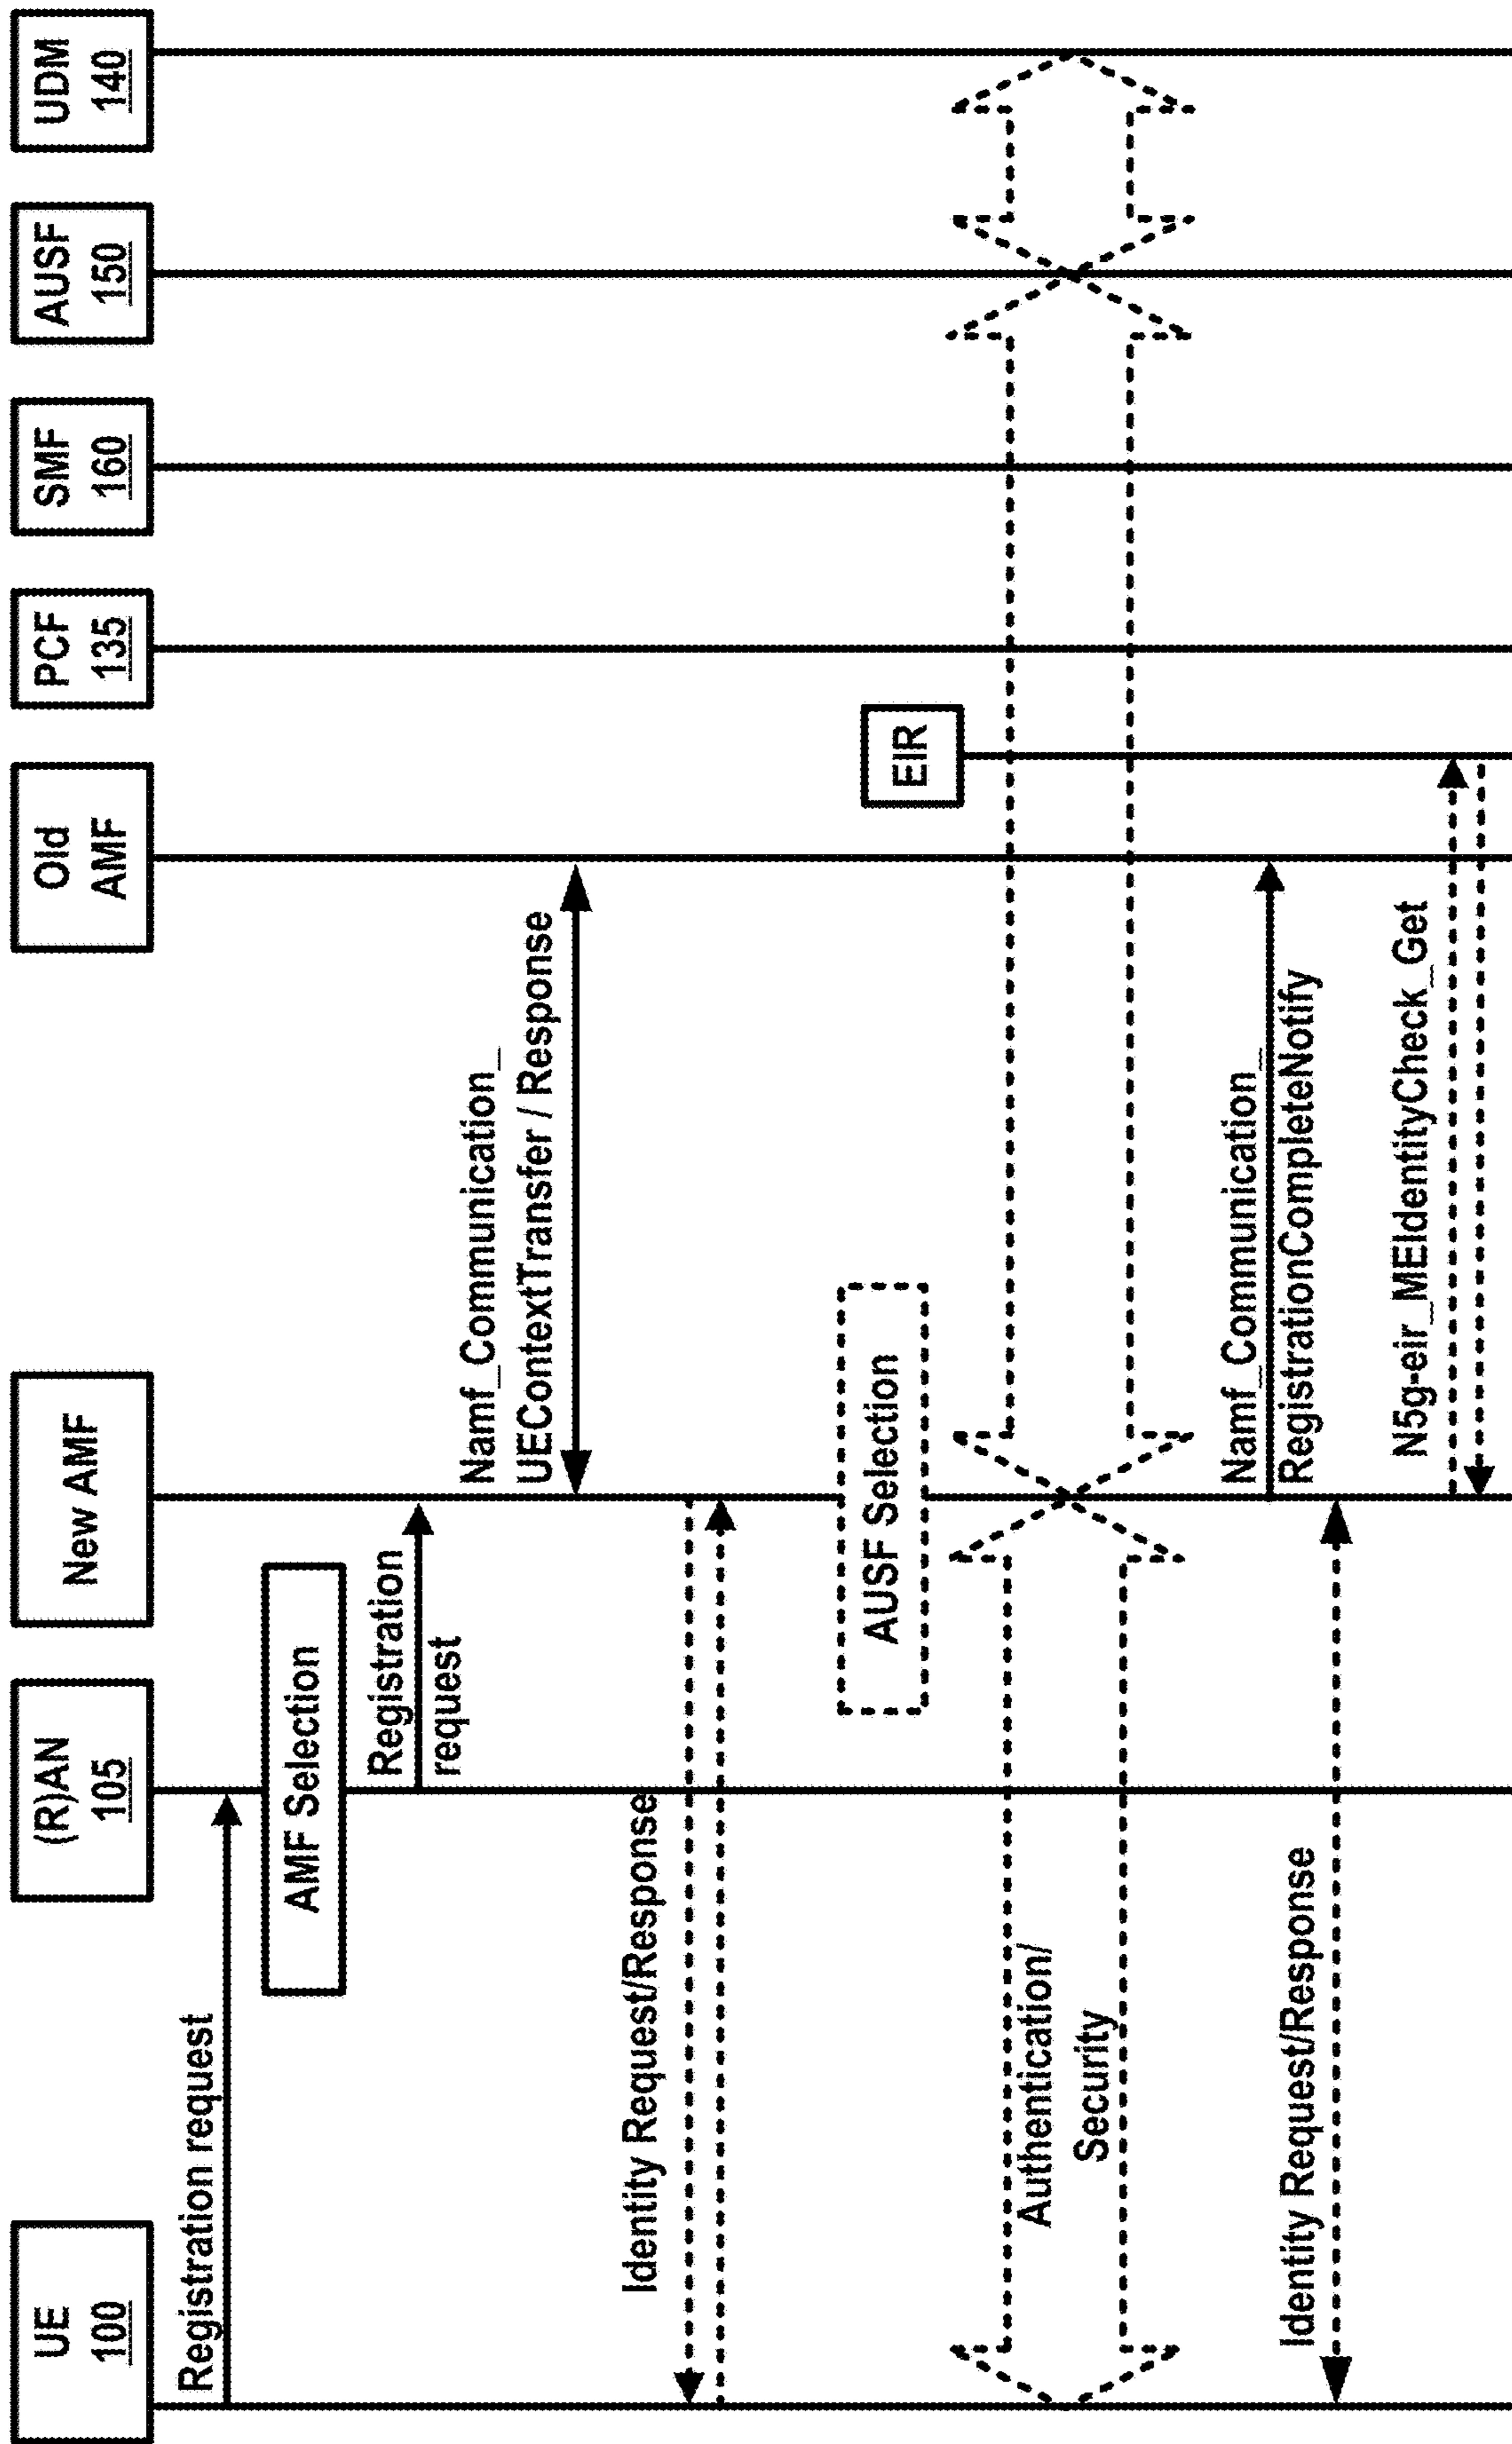 UE
100
(R)AN
105
New AMF
Old
AMF
PCF
135
SMF
160
AUSF
150
UDM
140
Registration request
AMF Selection
Registration
request
Namf_Communication_
UEContextTransfer / Response
Identity Request/Response
AUSF Selection
EIR
Authentication/
Security
Namf_Communication_
RegistrationCompleteNotify
Identity Request/Response
N5g-eir_MEIdentityCheck_Get